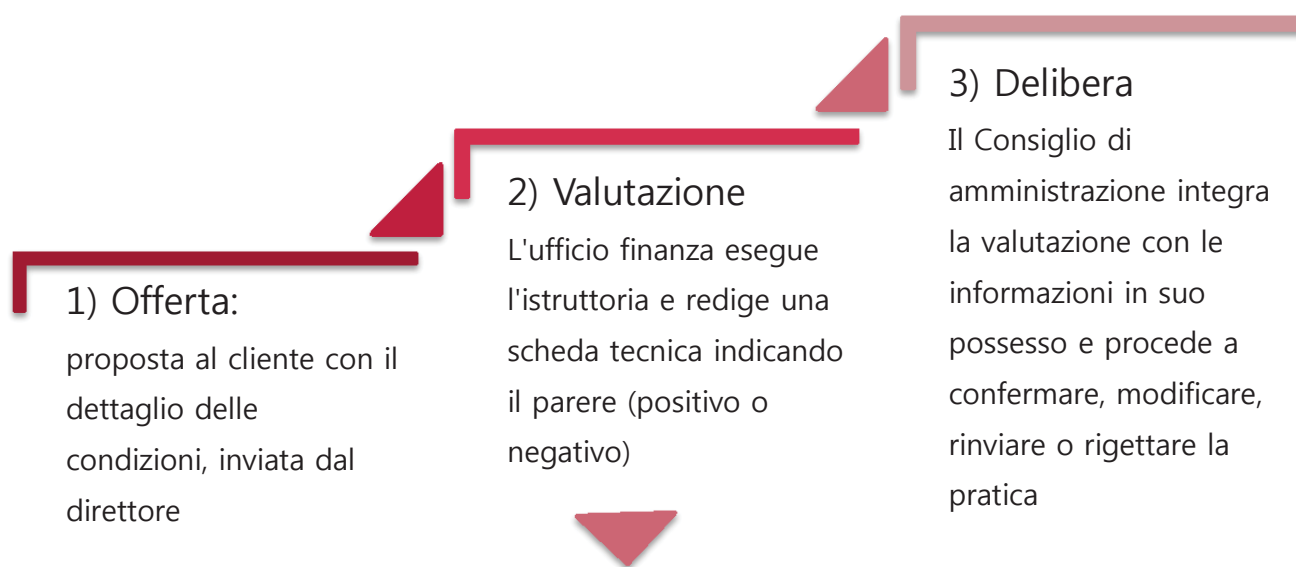 1) Offerta:
proposta al cliente con il
dettaglio delle
condizioni, inviata dal
direttore
2) Valutazione
L'ufficio finanza esegue
l'istruttoria e redige una
scheda tecnica indicando
il parere (positivo o
negativo)
3) Delibera
Il Consiglio di
amministrazione integra
la valutazione con le
informazioni in suo
possesso e procede a
confermare, modificare,
rinviare o rigettare la
pratica